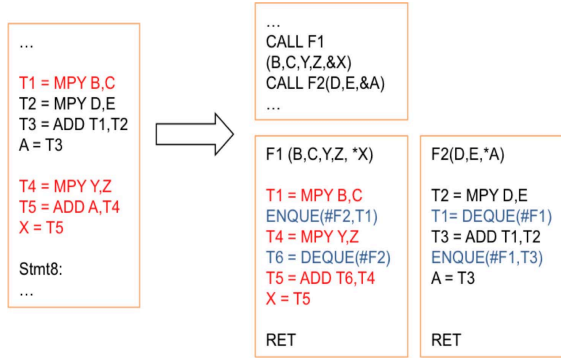 …
T1 = MPY B,C
T2 = MPY D,E
T3 = ADD T1,T2
A = T3
T4 = MPY Y,Z
T5 = ADD A,T4
X = T5
Stmt8:
…
…
CALL F1
(B,C,Y,Z,&X)
CALL F2(D,E,&A)
…
F1 (B,C,Y,Z, *X)
T1 = MPY B,C
ENQUE(#F2,T1)
T4 = MPY Y,Z
T6 = DEQUE(#F2)
T5 = ADD T6,T4
X = T5
RET
F2(D,E,*A)
T2 = MPY D,E
T1= DEQUE(#F1)
T3 = ADD T1,T2
ENQUE(#F1,T3)
A = T3
RET